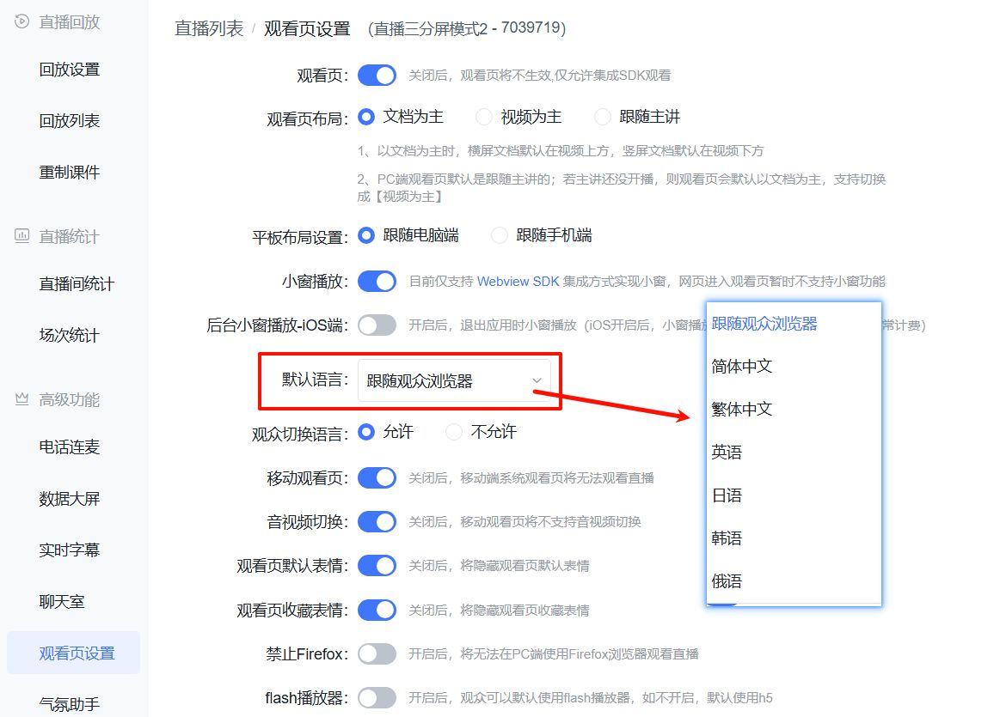 直播回放
回放设置
回放列表
重制课件
直播统计
直播间统计
场次统计
高级功能
电话连麦
数据大屏
实时字幕
聊天室
观看页设置
气氛助手
直播列表 / 观看页设置 (直播三分屏模式2 - 7039719)
观看页: 关闭后，观看页将不生效,仅允许集成SDK观看
观看页布局: 文档为主 视频为主 跟随主讲
1、以文档为主时，横屏文档默认在视频上方，竖屏文档默认在视频下方
2、PC端观看页默认是跟随主讲的；若主讲还没开播，则观看页会默认以文档为主，支持切换
成【视频为主】
平板布局设置: 跟随电脑端 跟随手机端
小窗播放: 目前仅支持 Webview SDK 集成方式实现小窗，网页进入观看页暂时不支持小窗功能
后台小窗播放-iOS端: 开启后，退出应用时小窗播放（iOS开启后，小窗播放 常计费）
默认语言: 跟随观众浏览器
观众切换语言: 允许 不允许
移动观看页: 关闭后，移动端系统观看页将无法观看直播
音视频切换: 关闭后，移动观看页将不支持音视频切换
观看页默认表情: 关闭后，将隐藏观看页默认表情
观看页收藏表情: 关闭后，将隐藏观看页收藏表情
禁止Firefox: 开启后，将无法在PC端使用Firefox浏览器观看直播
flash播放器: 开启后，观众可以默认使用flash播放器，如不开启，默认使用h5
跟随观众浏览器
简体中文
繁体中文
英语
日语
韩语
俄语